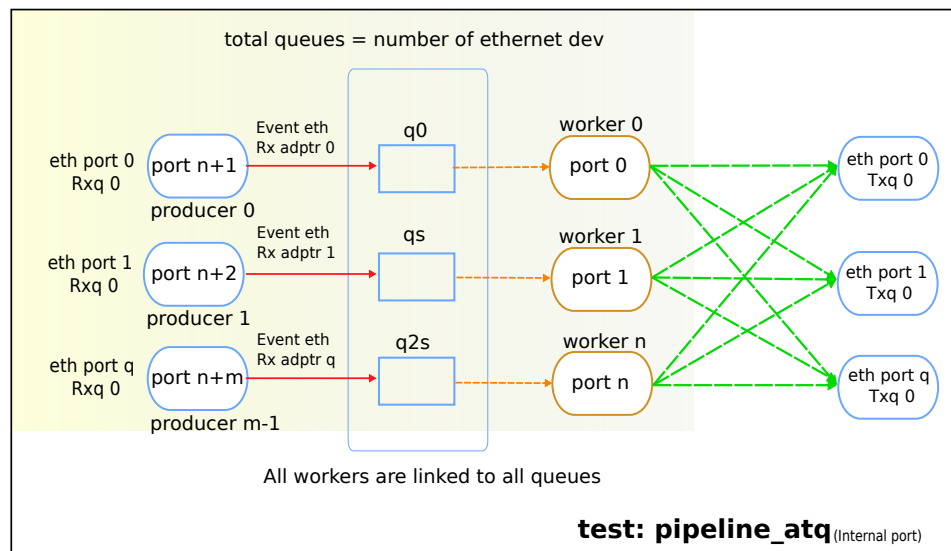 total queues = number of ethernet dev
eth port 0
Rxq 0
port n+1
producer 0
Event eth
Rx adptr 0
q0
worker 0
port 0
eth port 0
Txq 0
eth port 1
Rxq 0
port n+2
producer 1
Event eth
Rx adptr 1
qs
worker 1
port 1
eth port 1
Txq 0
eth port q
Rxq 0
port n+m
producer m-1
Event eth
Rx adptr q
q2s
worker n
port n
eth port q
Txq 0
All workers are linked to all queues
test: pipeline_atq(Internal port)